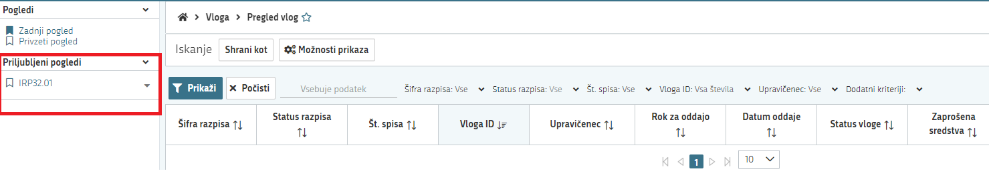 Pogledi
Zadnji pogled
Privzeti pogled
Priljubljeni pogledi
IRP32.01
Vloga Pregled vlog
Iskanje Shrani kot Možnosti prikaza
Prikaži Počisti Vsebuje podatek Šifra razpisa: Vse Status razpisa: Vse Št. spisa: Vse Vloga ID: Vsa števila Upravičenec: Vse Dodatni kriteriji:
Šifra razpisa Status razpisa Št. spisa Vloga ID Upravičenec Rok za oddajo Datum oddaje Status vloge Zaprošena sredstva
1 10